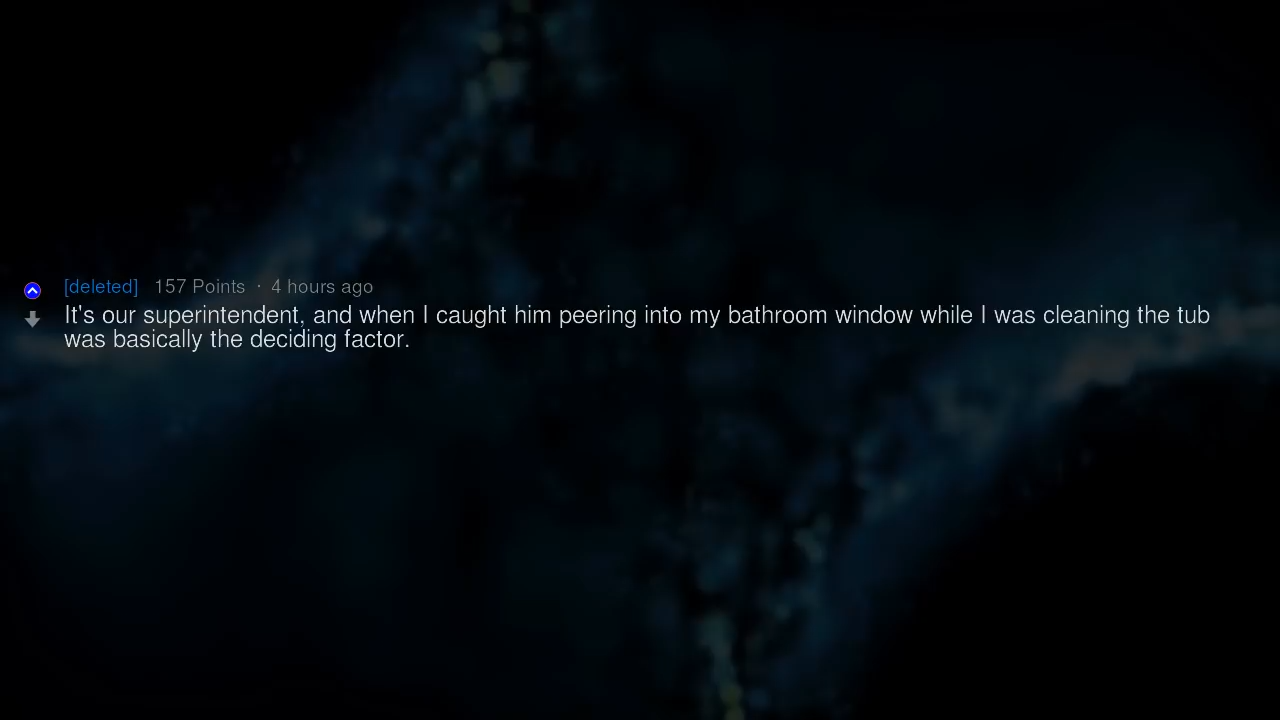 [deleted] 157 Points · 4 hours ago
It's our superintendent, and when I caught him peering into my bathroom window while I was cleaning the tub
was basically the deciding factor.